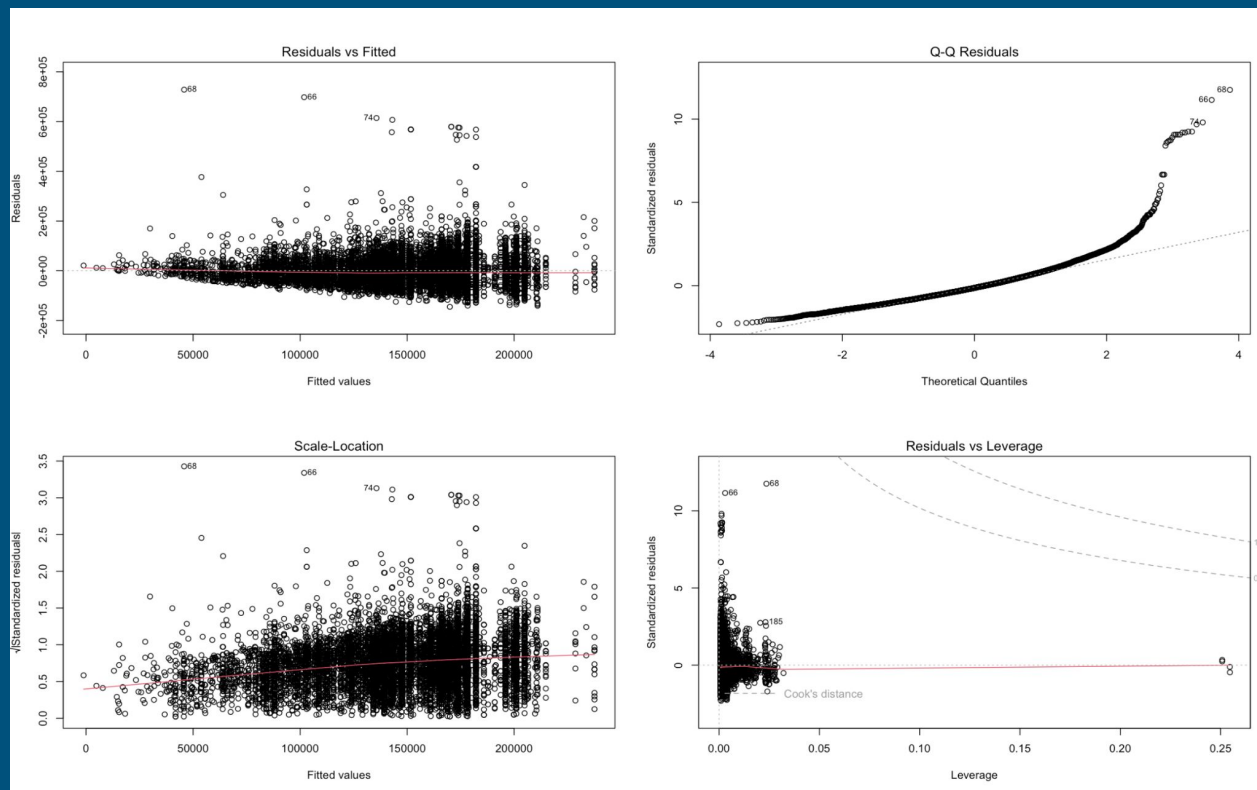 Residuals vs Fitted
Residuals
-2e+05 0e+00 2e+05 4e+05 6e+05 8e+05
68
66
74
0 50000 100000 150000 200000
Fitted values
Q-Q Residuals
Standardized residuals
0 5 10
68
66
74
-4 -2 0 2 4
Theoretical Quantiles
Scale-Location
√|Standardized residuals|
0.0 0.5 1.0 1.5 2.0 2.5 3.0 3.5
68
66
74
0 50000 100000 150000 200000
Fitted values
Residuals vs Leverage
Standardized residuals
0 5 10
66
68
185
Cook's distance
0.00 0.05 0.10 0.15 0.20 0.25
Leverage